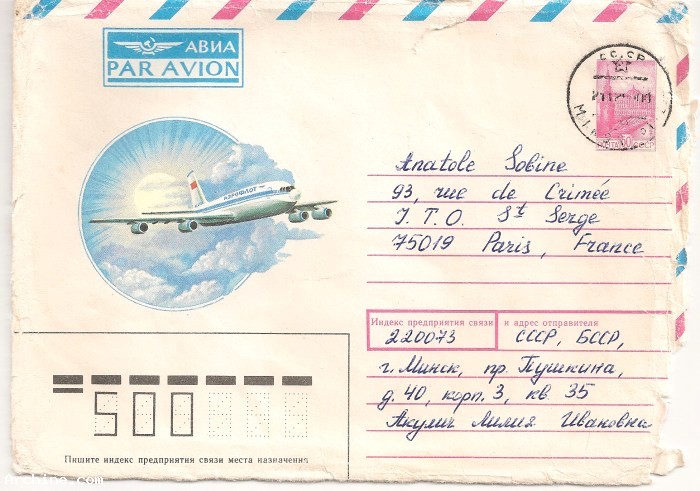 АВИА
PAR AVION
СССР
АЭРОФЛОТ
Anatole Sobine
93, rue de Crimée
I. T. O. St Serge
75019 Paris, France
Индекс предприятия связи и адрес отправителя
220073 СССР, БССР,
г. Минск, пр. Пушкина,
д. 40, корп. 3, кв. 35
Акулич Лилия Ивановна
500
Пишите индекс предприятия связи места назначения
Archino.com